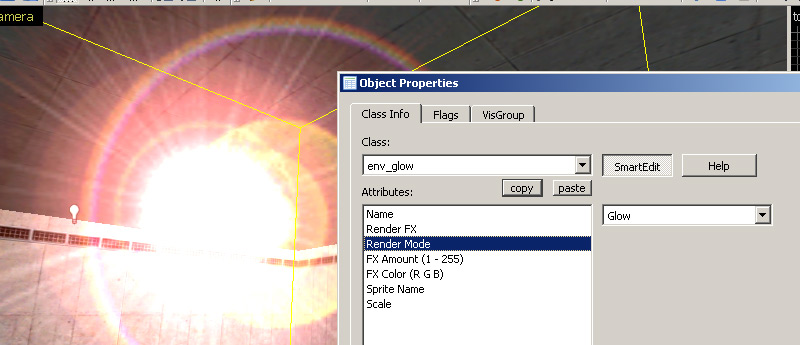 amera
to
Object Properties
Class Info
Flags
VisGroup
Class:
env_glow
SmartEdit
Help
Attributes:
copy
paste
Name
Render FX
Render Mode
FX Amount (1 - 255)
FX Color (R G B)
Sprite Name
Scale
Glow